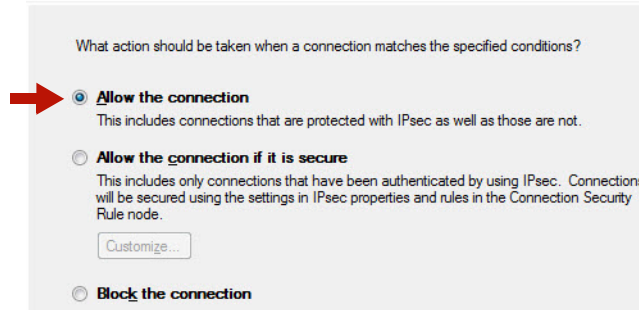 What action should be taken when a connection matches the specified conditions?
Allow the connection
This includes connections that are protected with IPsec as well as those are not.
Allow the connection if it is secure
This includes only connections that have been authenticated by using IPsec. Connections
will be secured using the settings in IPsec properties and rules in the Connection Security
Rule node.
Customize...
Block the connection